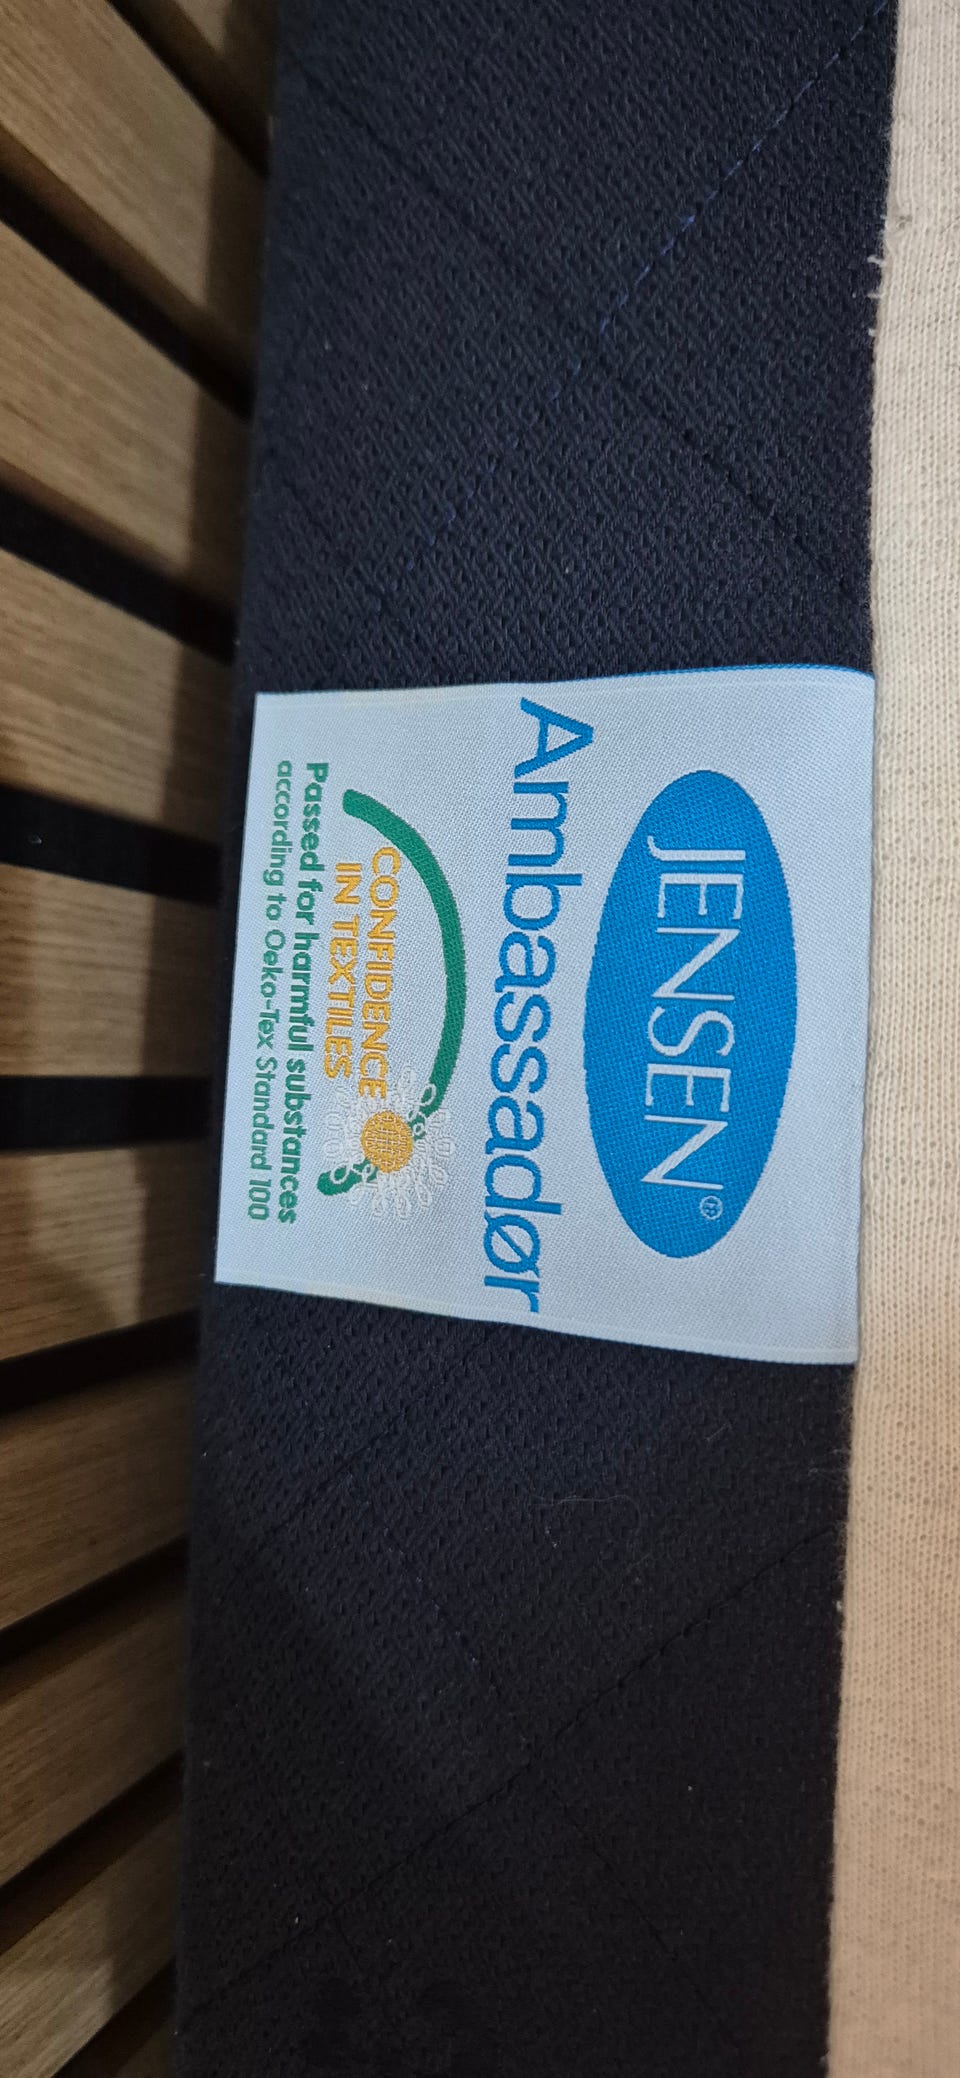 JENSEN®
Ambassadør
CONFIDENCE
IN TEXTILES
Passed for harmful substances
according to Oeko-Tex Standard 100